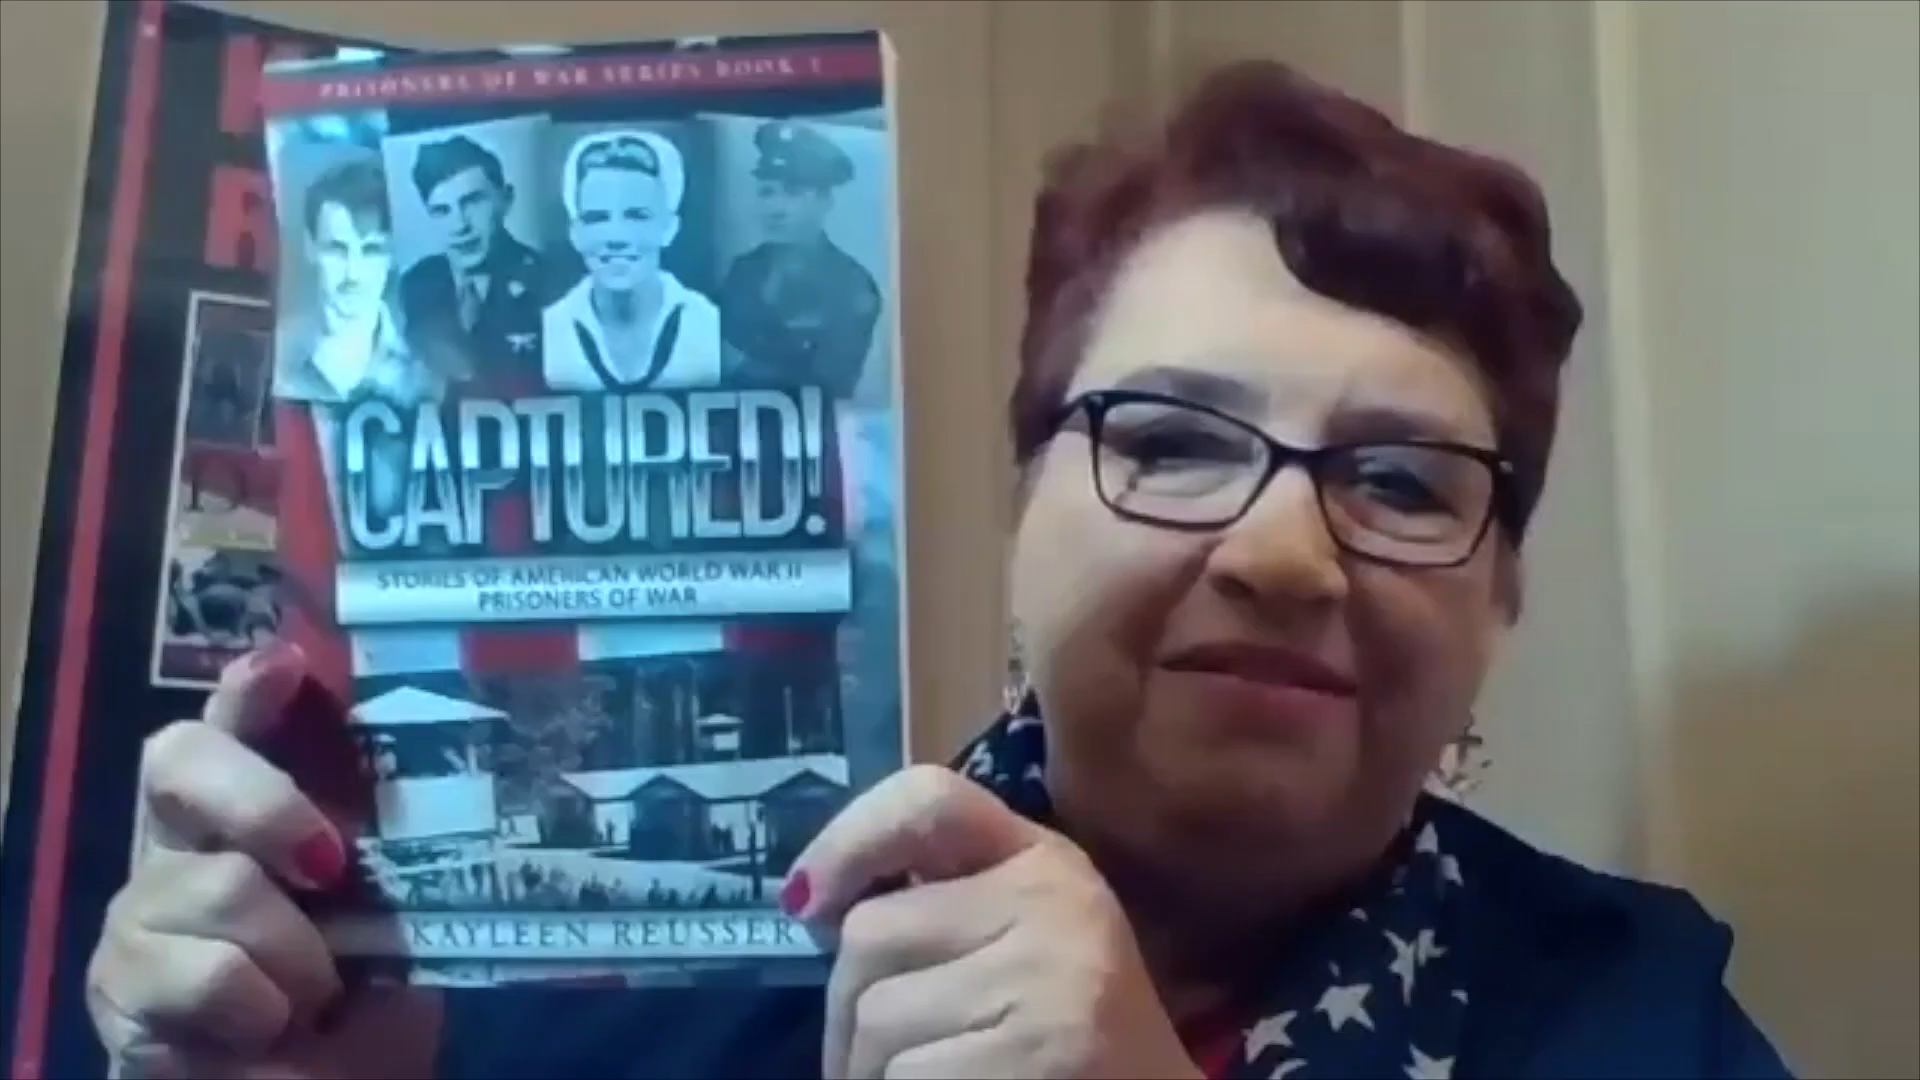 PRISONERS OF WAR SERIES BOOK 1
CAPTURED!
STORIES OF AMERICAN WORLD WAR II
PRISONERS OF WAR
KAYLEEN REUSSER